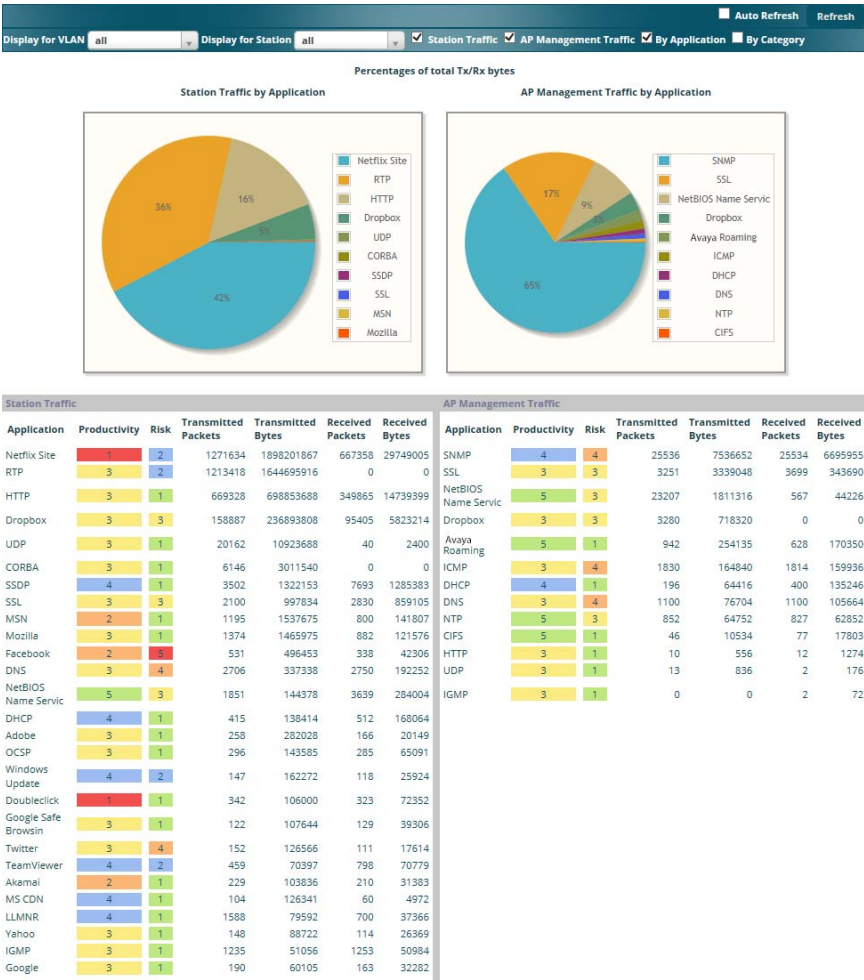 Auto Refresh Refresh
Display for VLAN all Display for Station all Station Traffic AP Management Traffic By Application By Category
Percentages of total Tx/Rx bytes
Station Traffic by Application
36%
16%
5%
42%
Netflix Site
RTP
HTTP
Dropbox
UDP
CORBA
SSDP
SSL
MSN
Mozilla
AP Management Traffic by Application
17%
9%
3%
65%
SNMP
SSL
NetBIOS Name Servic
Dropbox
Avaya Roaming
ICMP
DHCP
DNS
NTP
CIFS
Station Traffic
Application Productivity Risk Transmitted Packets Transmitted Bytes Received Packets Received Bytes
Netflix Site 1 2 1271634 1898201867 667358 29749005
RTP 3 2 1213418 1644695916 0 0
HTTP 3 1 669328 698853688 349865 14739399
Dropbox 3 3 158887 236893808 95405 5823214
UDP 3 1 20162 10923688 40 2400
CORBA 3 1 6146 3011540 0 0
SSDP 4 1 3502 1322153 7693 1285383
SSL 3 3 2100 997834 2830 859105
MSN 2 1 1195 1537675 800 141807
Mozilla 3 1 1374 1465975 882 121576
Facebook 2 5 531 496453 338 42306
DNS 3 4 2706 337338 2750 192252
NetBIOS Name Servic 5 3 1851 144378 3639 284004
DHCP 4 1 415 138414 512 168064
Adobe 3 1 258 282028 166 20149
OCSP 3 1 296 143585 285 65091
Windows Update 4 2 147 162272 118 25924
Doubleclick 1 1 342 106000 323 72352
Google Safe Browsin 3 1 122 107644 129 39306
Twitter 3 4 152 126566 111 17614
TeamViewer 4 2 459 70397 798 70779
Akamai 2 1 229 103836 210 31383
MS CDN 4 1 104 126341 60 4972
LLMNR 4 1 1588 79592 700 37366
Yahoo 3 1 148 88722 114 26369
IGMP 3 1 1235 51056 1253 50984
Google 3 1 190 60105 163 32282
AP Management Traffic
Application Productivity Risk Transmitted Packets Transmitted Bytes Received Packets Received Bytes
SNMP 4 4 25536 7536652 25534 6695955
SSL 3 3 3251 3339048 3699 343690
NetBIOS Name Servic 5 3 23207 1811316 567 44226
Dropbox 3 3 3280 718320 0 0
Avaya Roaming 5 1 942 254135 628 170350
ICMP 3 4 1830 164840 1814 159936
DHCP 4 1 196 64416 400 135246
DNS 3 4 1100 76704 1100 105664
NTP 5 3 852 64752 827 62852
CIFS 5 1 46 10534 77 17803
HTTP 3 1 10 556 12 1274
UDP 3 1 13 836 2 176
IGMP 3 1 0 0 2 72